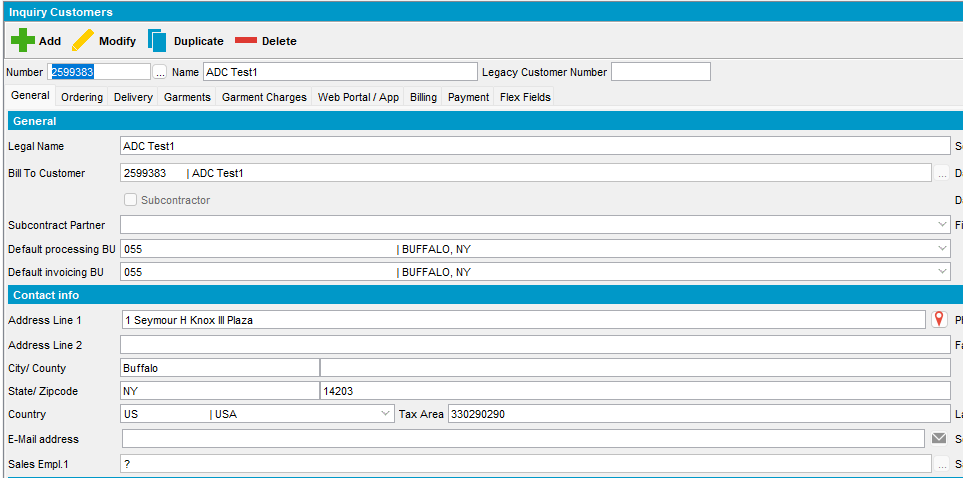 Inquiry Customers
Add Modify Duplicate Delete
Number 2599383 ... Name ADC Test1 Legacy Customer Number
General Ordering Delivery Garments Garment Charges Web Portal / App Billing Payment Flex Fields
General
Legal Name ADC Test1 S
Bill To Customer 2599383 | ADC Test1 ... D
Subcontractor D
Subcontract Partner Fi
Default processing BU 055 | BUFFALO, NY
Default invoicing BU 055 | BUFFALO, NY
Contact info
Address Line 1 1 Seymour H Knox III Plaza Pl
Address Line 2 Fa
City/ County Buffalo
State/ Zipcode NY 14203
Country US | USA Tax Area 330290290 La
E-Mail address S
Sales Empl.1 ? ... S